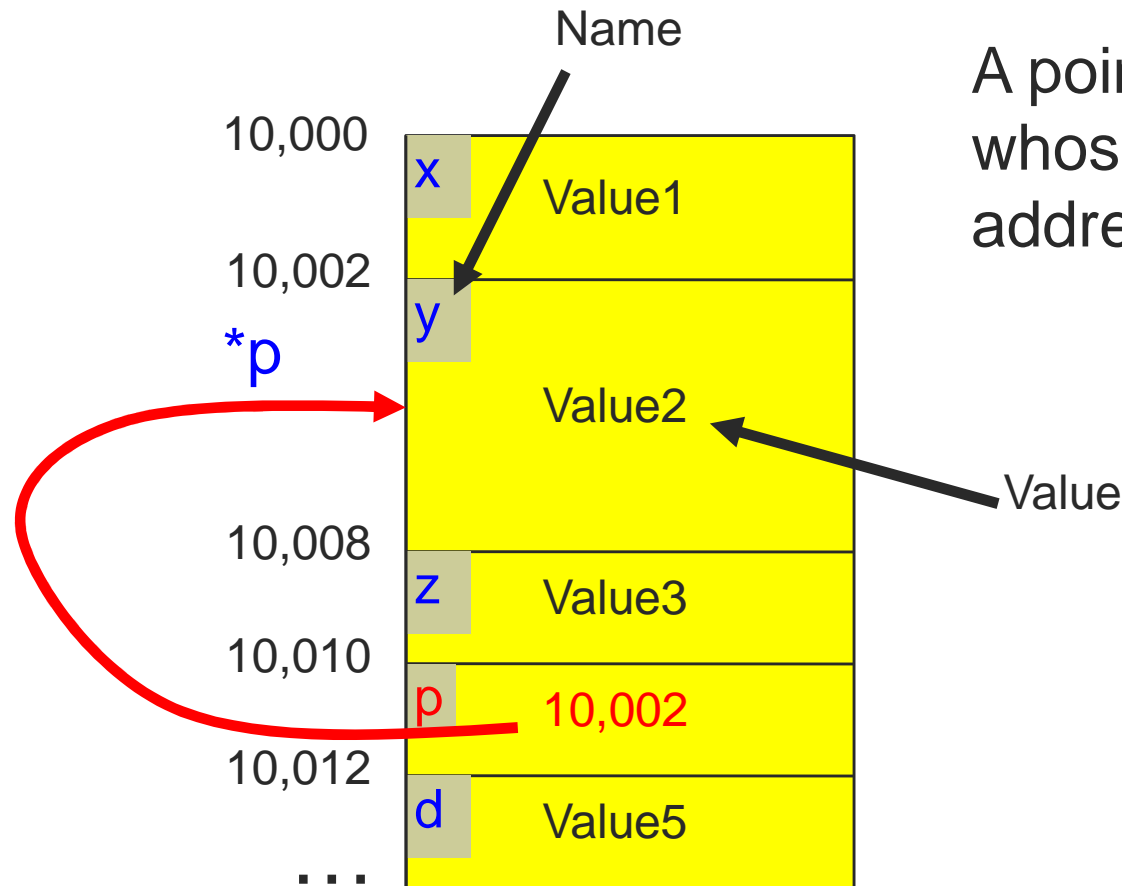 Name
A poi
whos
addre
10,000
x
Value1
10,002
y
*p
Value2
Value
10,008
z
Value3
10,010
p
10,002
10,012
d
Value5
...